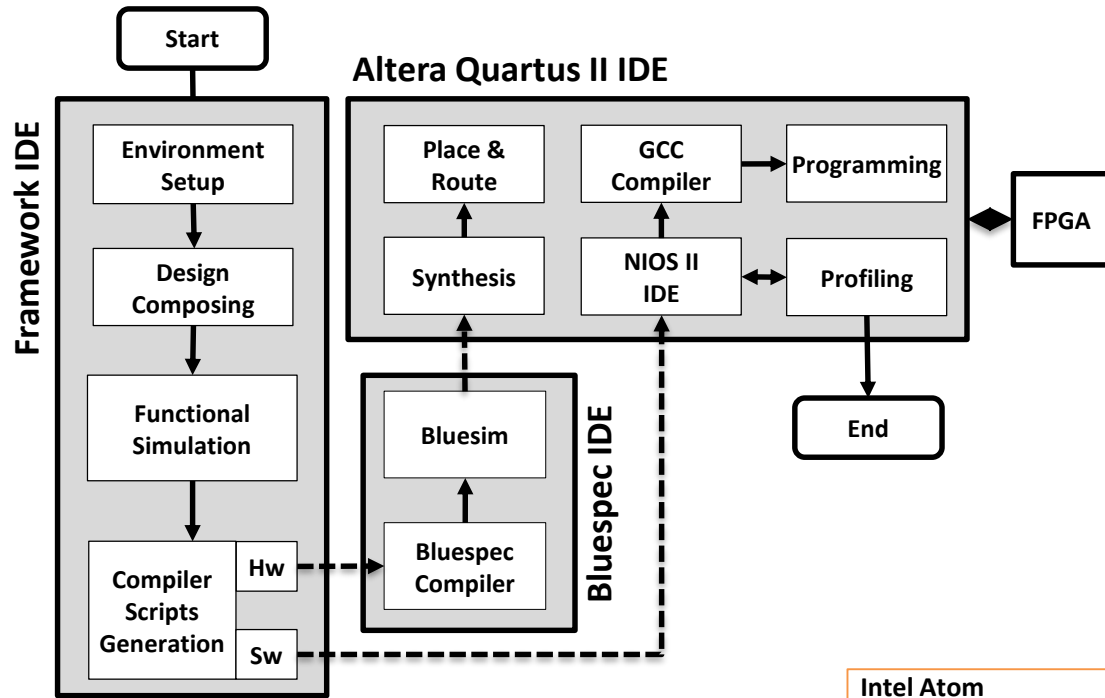 Start
Altera Quartus II IDE
Framework IDE
Environment
Setup
Design
Composing
Functional
Simulation
Compiler
Scripts
Generation
Hw
Sw
Place &
Route
Synthesis
GCC
Compiler
NIOS II
IDE
Programming
Profiling
FPGA
End
Bluespec IDE
Bluesim
Bluespec
Compiler
Intel Atom